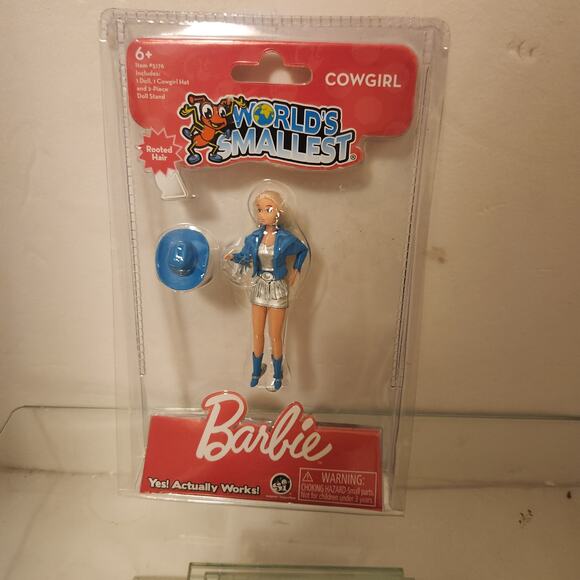 6+
Item #5176
Includes:
1 Doll, 1 Cowgirl Hat
and 2-Piece
Doll Stand
COWGIRL
WORLD'S
SMALLEST®
Rooted
Hair
Barbie™
Yes! Actually Works!
⚠ WARNING:
CHOKING HAZARD-Small parts
Not for children under 3 years